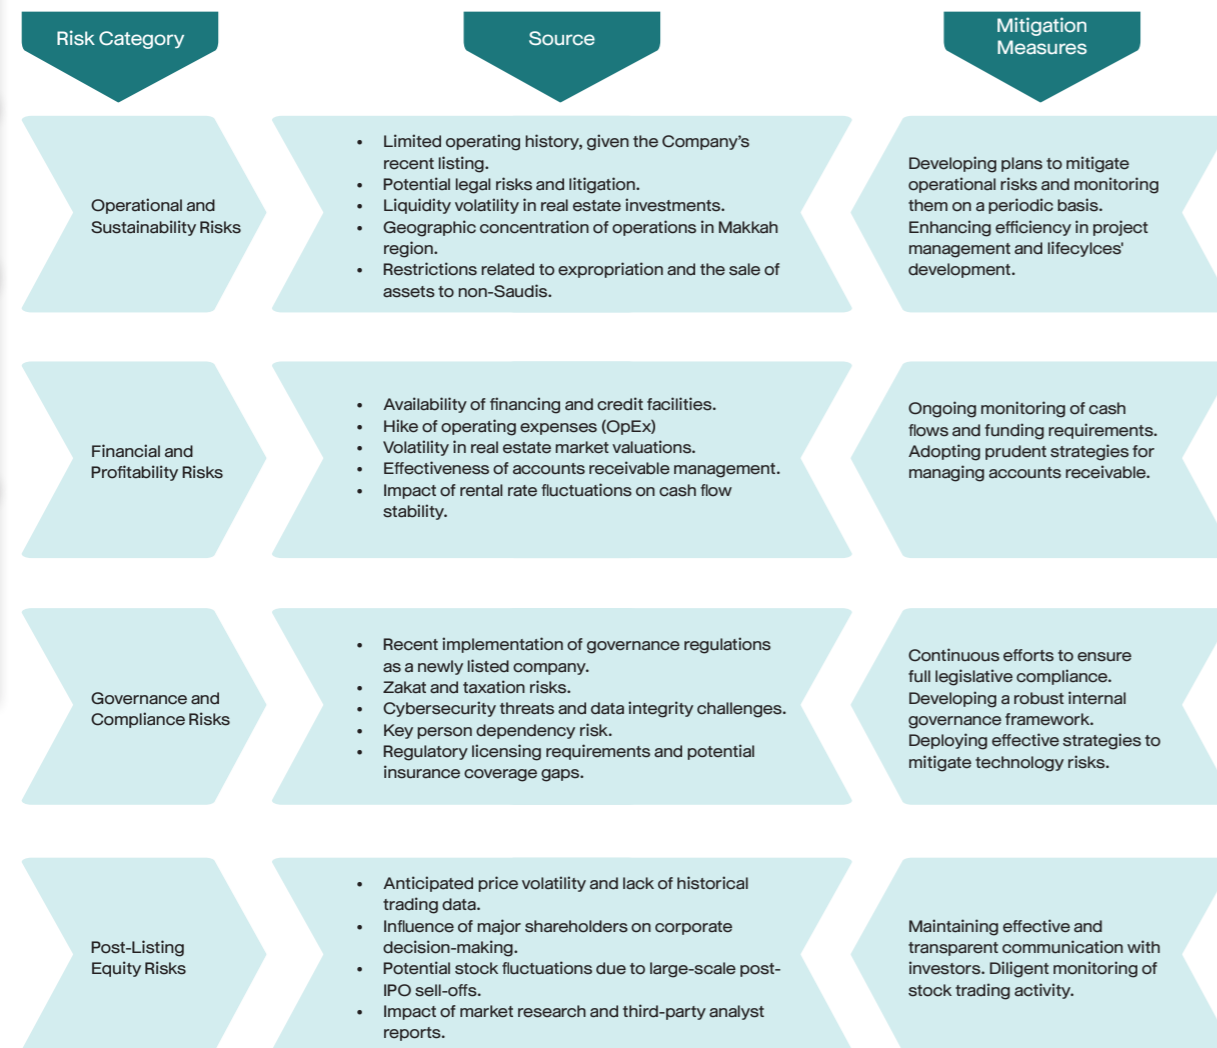 Risk Category
Source
Mitigation
Measures
Operational and
Sustainability Risks
• Limited operating history, given the Company's
recent listing.
• Potential legal risks and litigation.
• Liquidity volatility in real estate investments.
• Geographic concentration of operations in Makkah
region.
• Restrictions related to expropriation and the sale of
assets to non-Saudis.
Developing plans to mitigate
operational risks and monitoring
them on a periodic basis.
Enhancing efficiency in project
management and lifecylces'
development.
Financial and
Profitability Risks
• Availability of financing and credit facilities.
• Hike of operating expenses (OpEx)
• Volatility in real estate market valuations.
• Effectiveness of accounts receivable management.
• Impact of rental rate fluctuations on cash flow
stability.
Ongoing monitoring of cash
flows and funding requirements.
Adopting prudent strategies for
managing accounts receivable.
Governance and
Compliance Risks
• Recent implementation of governance regulations
as a newly listed company.
• Zakat and taxation risks.
• Cybersecurity threats and data integrity challenges.
• Key person dependency risk.
• Regulatory licensing requirements and potential
insurance coverage gaps.
Continuous efforts to ensure
full legislative compliance.
Developing a robust internal
governance framework.
Deploying effective strategies to
mitigate technology risks.
Post-Listing
Equity Risks
• Anticipated price volatility and lack of historical
trading data.
• Influence of major shareholders on corporate
decision-making.
• Potential stock fluctuations due to large-scale post-
IPO sell-offs.
• Impact of market research and third-party analyst
reports.
Maintaining effective and
transparent communication with
investors. Diligent monitoring of
stock trading activity.